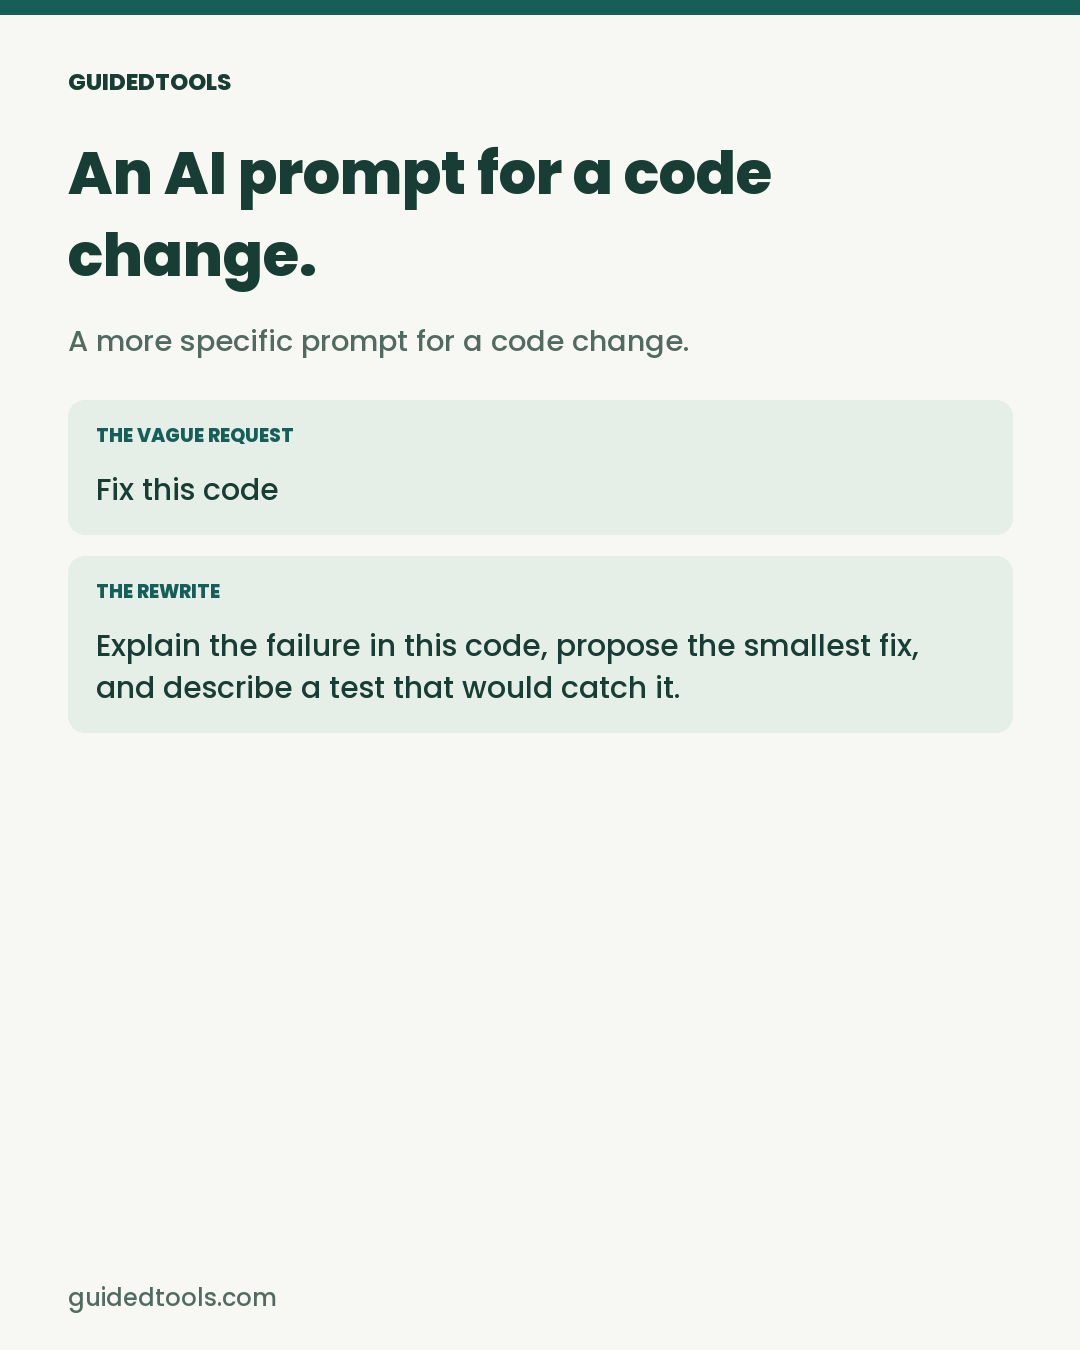 GUIDEDTOOLS
An AI prompt for a code
change.
A more specific prompt for a code change.
THE VAGUE REQUEST
Fix this code
THE REWRITE
Explain the failure in this code, propose the smallest fix,
and describe a test that would catch it.
guidedtools.com